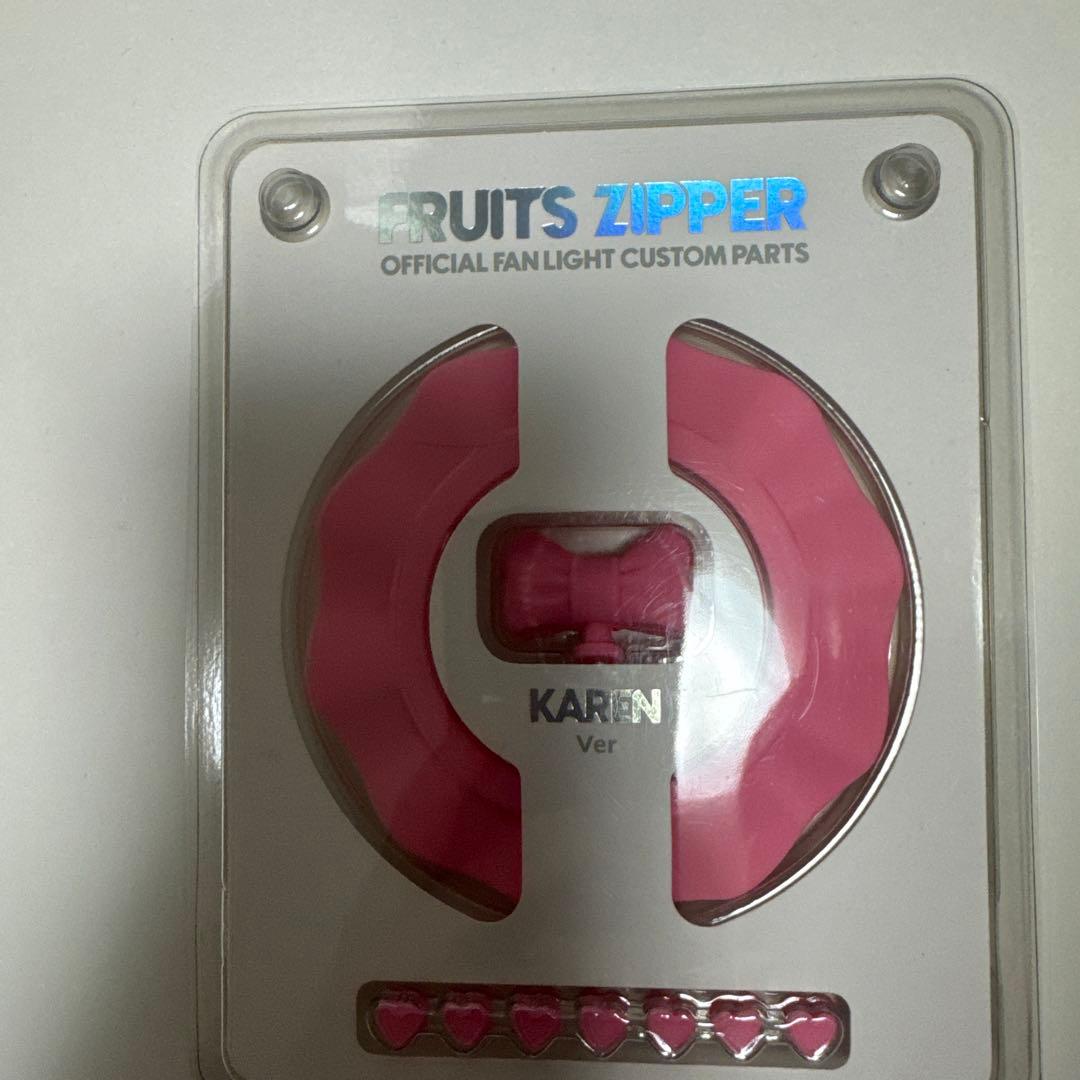 FRUITS ZIPPER
OFFICIAL FAN LIGHT CUSTOM PARTS
KAREN
Ver